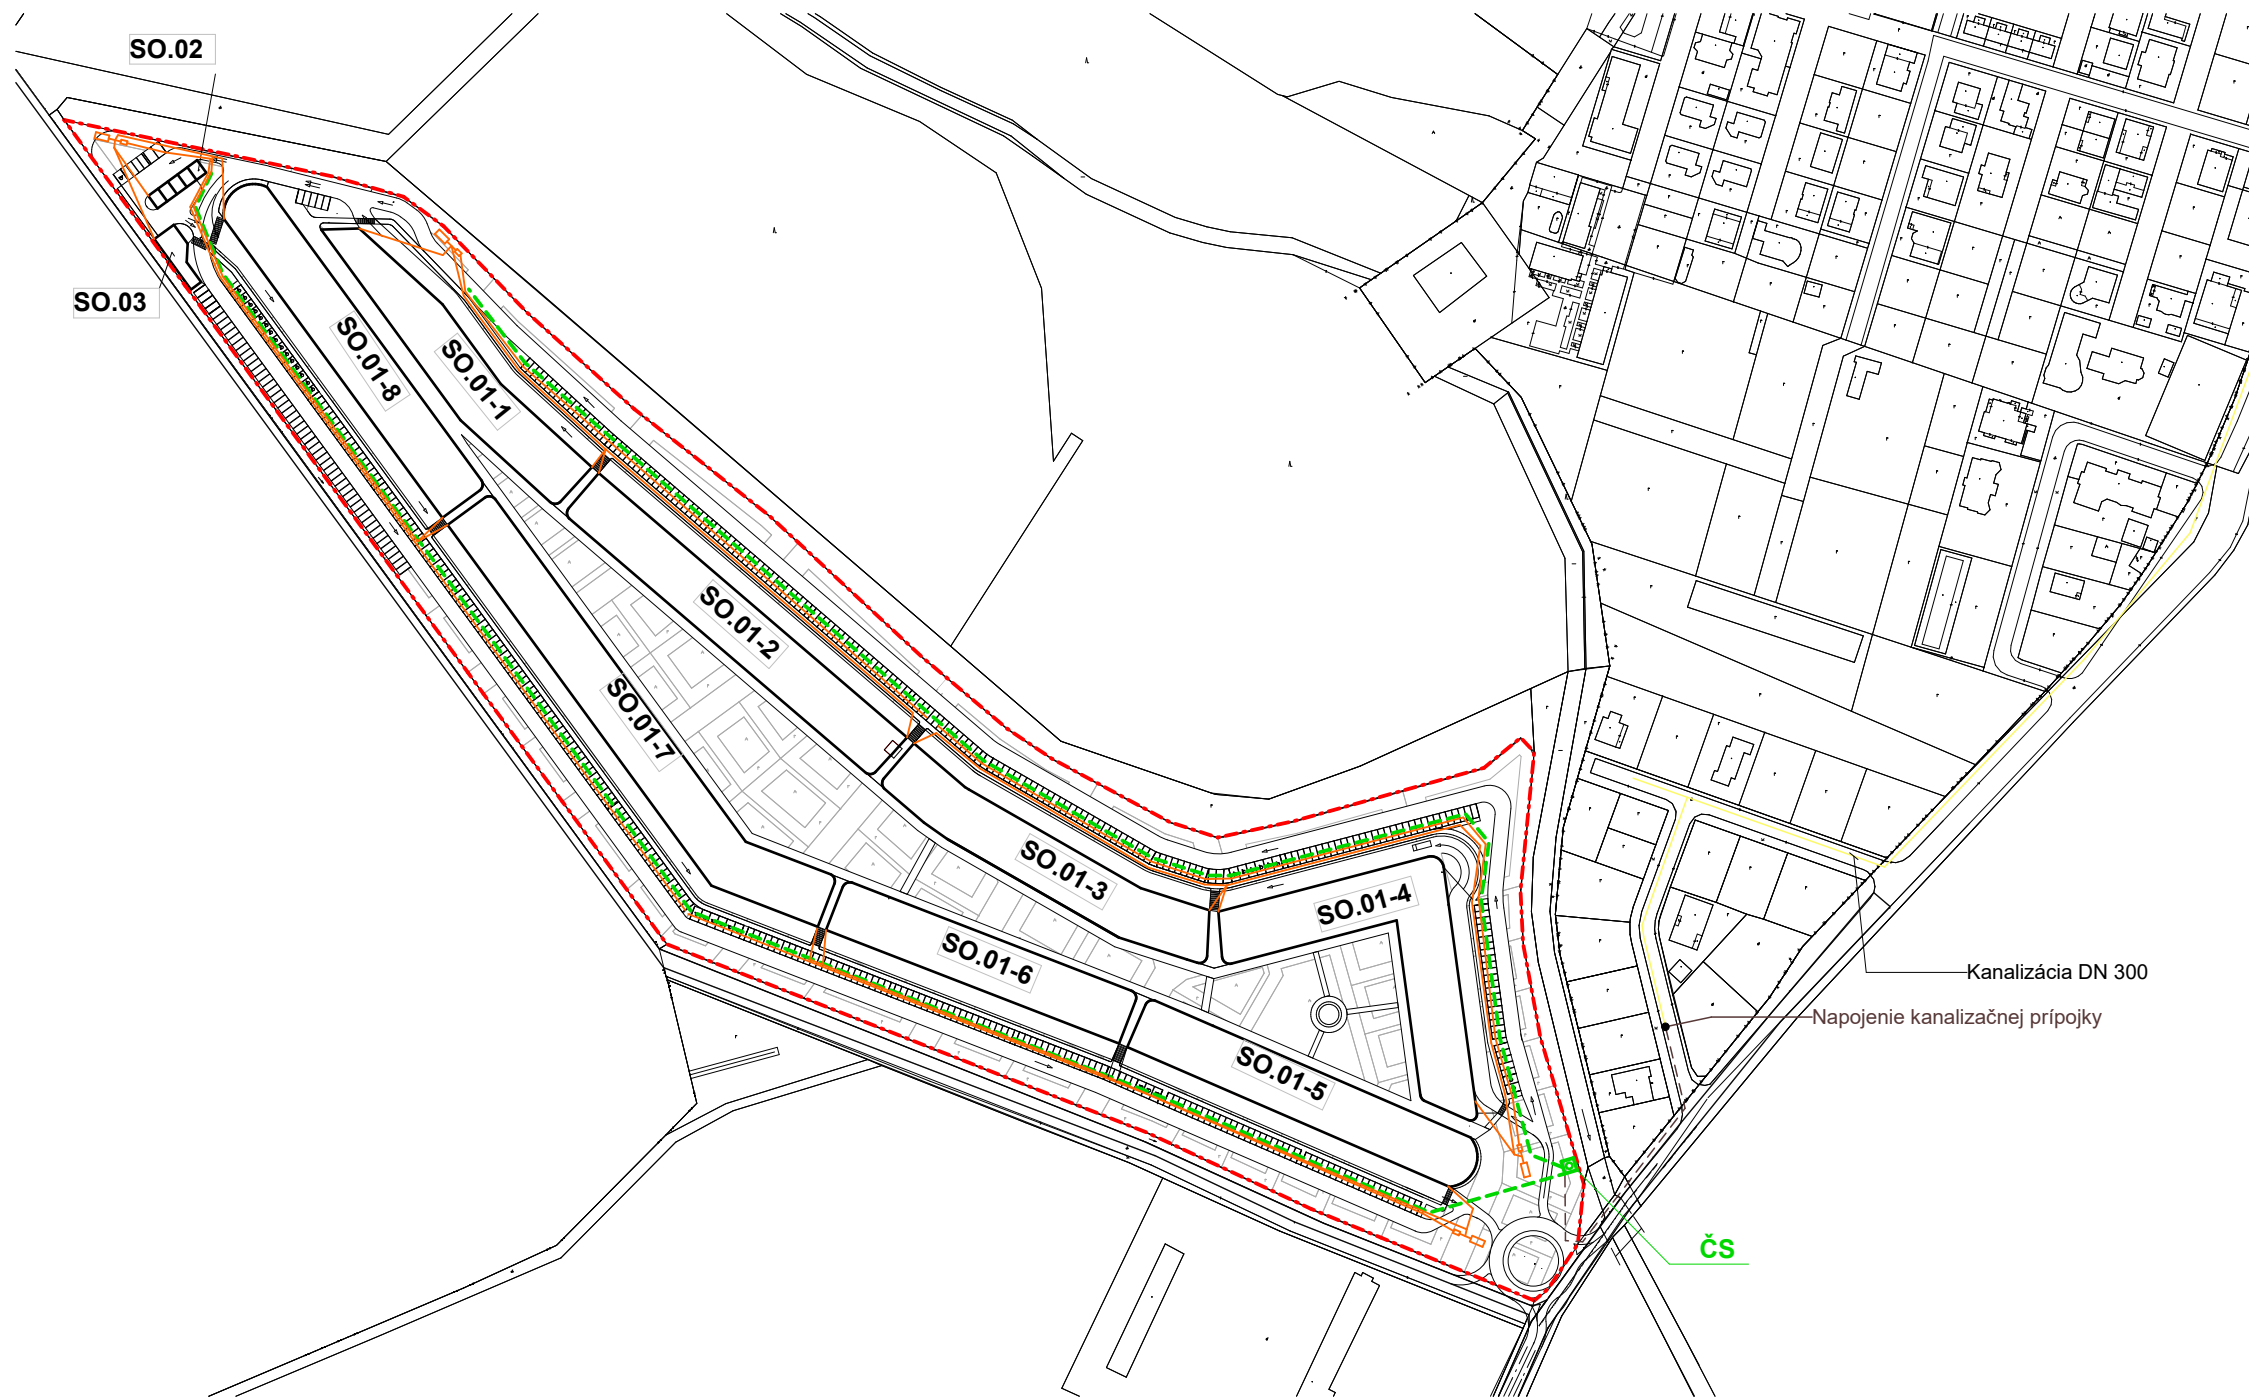 SO.02
SO.03
SO.01-8
SO.01-1
SO.01-2
SO.01-7
SO.01-3
SO.01-4
SO.01-6
SO.01-5
Kanalizácia DN 300
Napojenie kanalizačnej prípojky
ČS